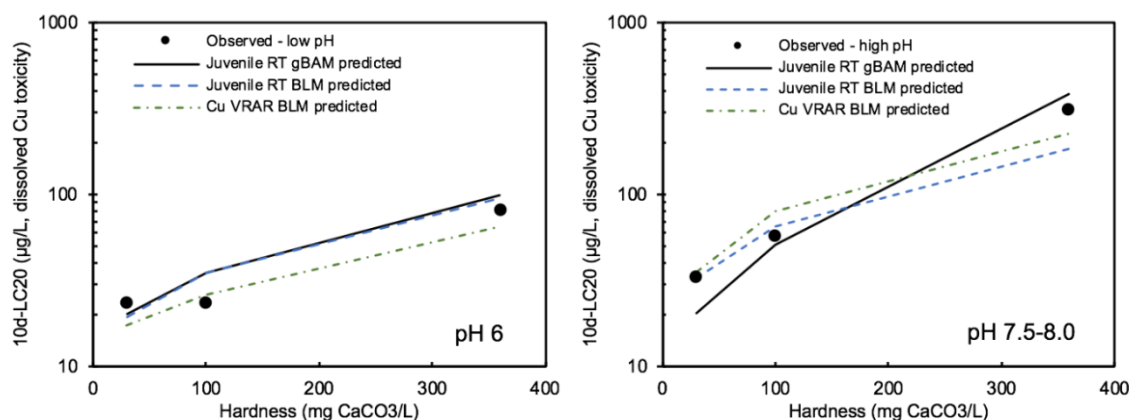 1000
100
10
10d-LC20 (µg/L, dissolved Cu toxicity)
Observed - low pH
Juvenile RT gBAM predicted
Juvenile RT BLM predicted
Cu VRAR BLM predicted
pH 6
0
100
200
300
400
Hardness (mg CaCO3/L)
1000
100
10
10d-LC20 (µg/L, dissolved Cu toxicity)
Observed - high pH
Juvenile RT gBAM predicted
Juvenile RT BLM predicted
Cu VRAR BLM predicted
pH 7.5-8.0
0
100
200
300
400
Hardness (mg CaCO3/L)